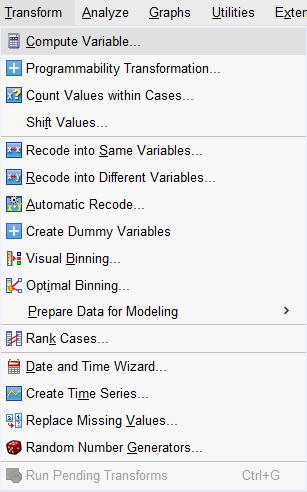 Transform Analyze Graphs Utilities Exter
Compute Variable...
Programmability Transformation...
Count Values within Cases...
Shift Values...
Recode into Same Variables...
Recode into Different Variables...
Automatic Recode...
Create Dummy Variables
Visual Binning...
Optimal Binning...
Prepare Data for Modeling
Rank Cases...
Date and Time Wizard...
Create Time Series...
Replace Missing Values...
Random Number Generators...
Run Pending Transforms Ctrl+G